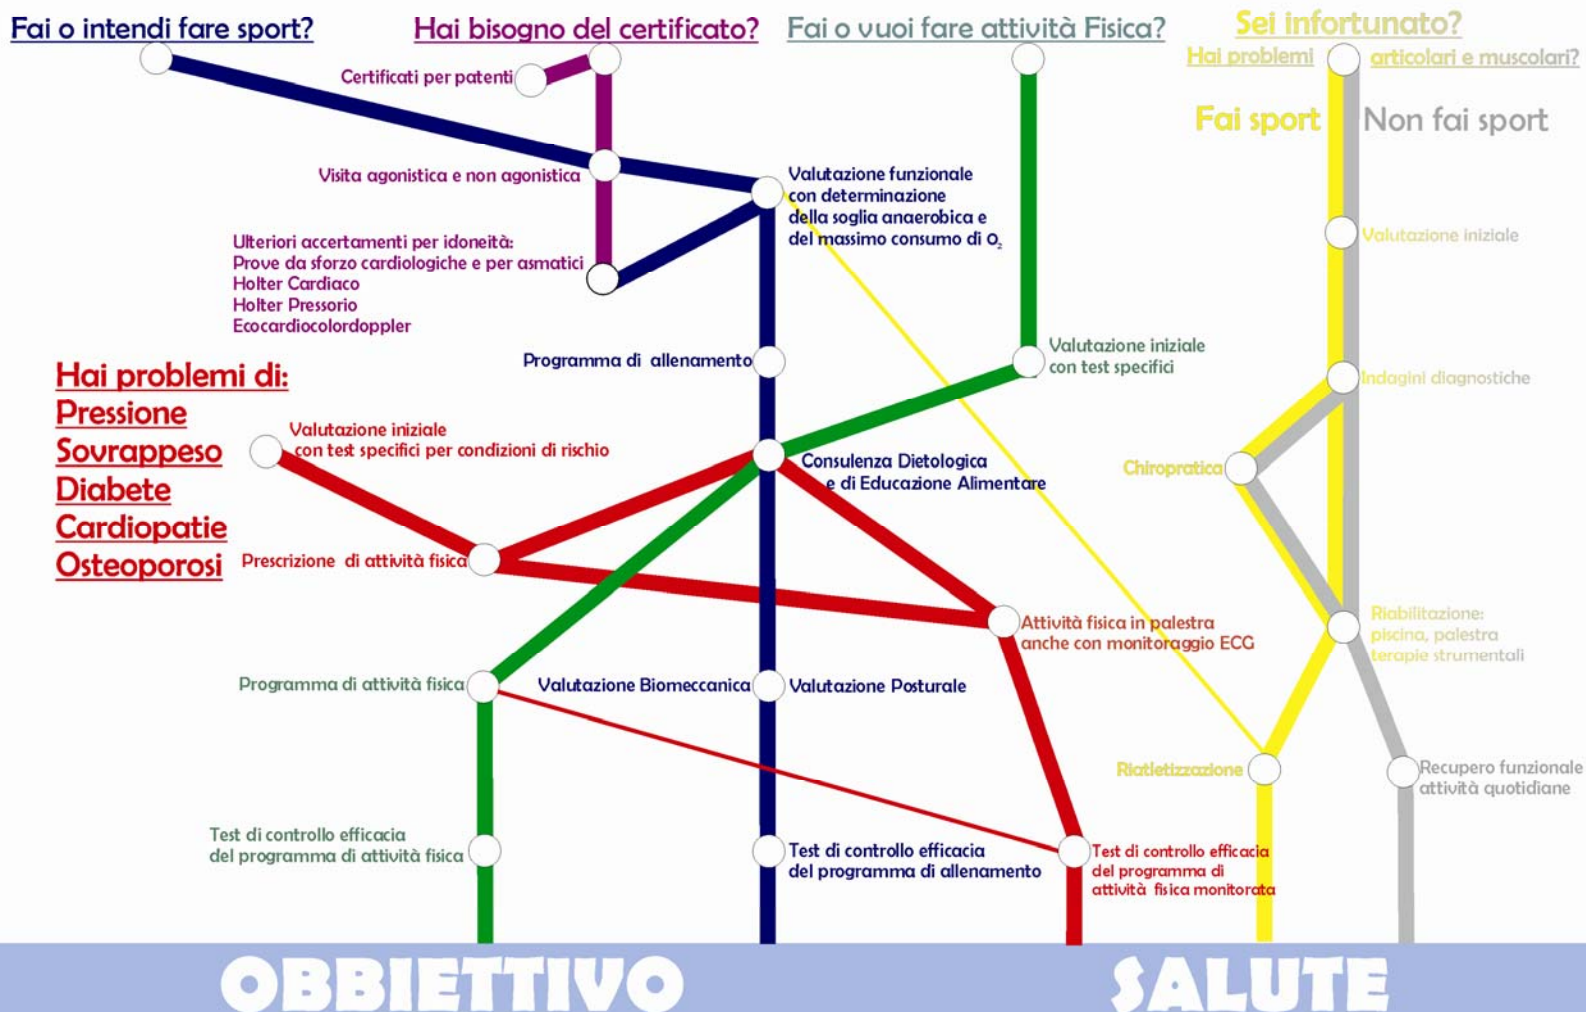 Fai o intendi fare sport?
Hai bisogno del certificato?
Fai o vuoi fare attività Fisica?
Sei infortunato?
Hai problemi
articolari e muscolari?
Certificati per patenti
Fai sport
Non fai sport
Visita agonistica e non agonistica
Valutazione funzionale
con determinazione
della soglia anaerobica e
del massimo consumo di O₂
Valutazione iniziale
Ulteriori accertamenti per idoneità:
Prove da sforzo cardiologiche e per asmatici
Holter Cardiaco
Holter Pressorio
Ecocardiocolordoppler
Programma di allenamento
Valutazione iniziale
con test specifici
Indagini diagnostiche
Hai problemi di:
Pressione
Sovrappeso
Diabete
Cardiopatie
Osteoporosi
Valutazione iniziale
con test specifici per condizioni di rischio
Consulenza Dietologica
e di Educazione Alimentare
Chiropratica
Prescrizione di attività fisica
Attività fisica in palestra
anche con monitoraggio ECG
Riabilitazione:
piscina, palestra
terapie strumentali
Programma di attività fisica
Valutazione Biomeccanica
Valutazione Posturale
Riatletizzazione
Recupero funzionale
attività quotidiane
Test di controllo efficacia
del programma di attività fisica
Test di controllo efficacia
del programma di allenamento
Test di controllo efficacia
del programma di
attività fisica monitorata
OBBIETTIVO SALUTE